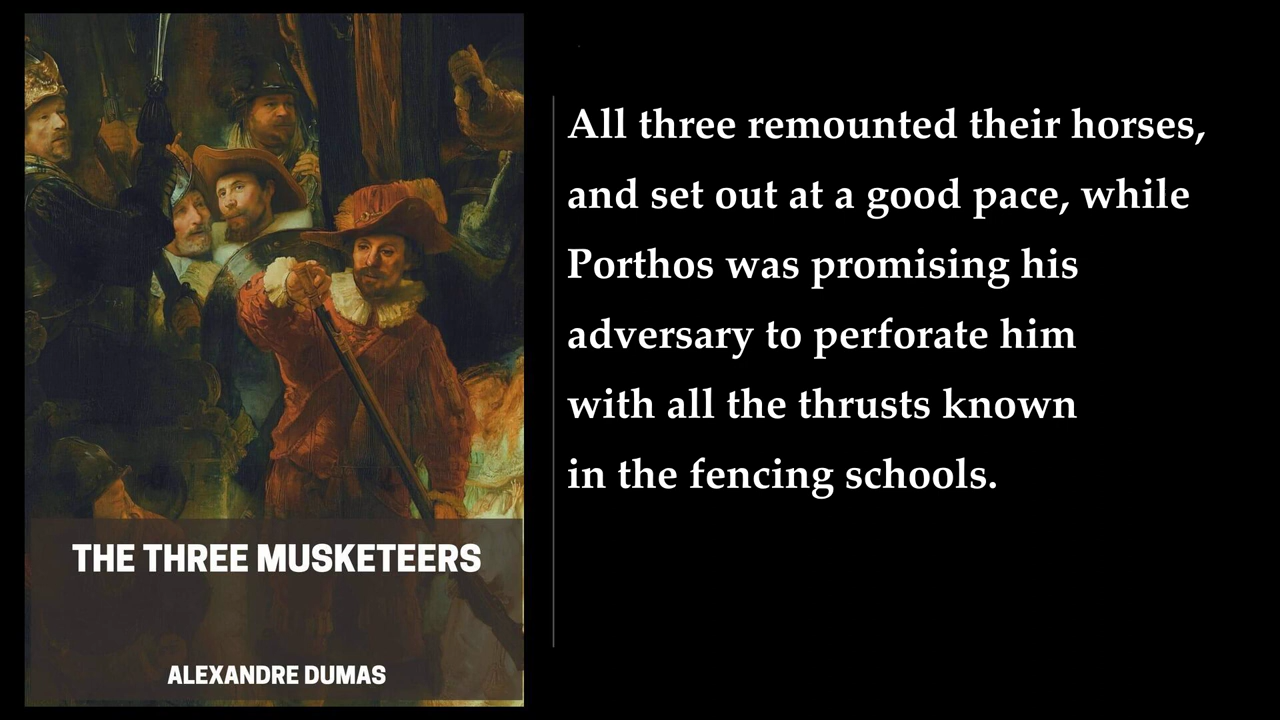 THE THREE MUSKETEERS
ALEXANDRE DUMAS
All three remounted their horses,
and set out at a good pace, while
Porthos was promising his
adversary to perforate him
with all the thrusts known
in the fencing schools.